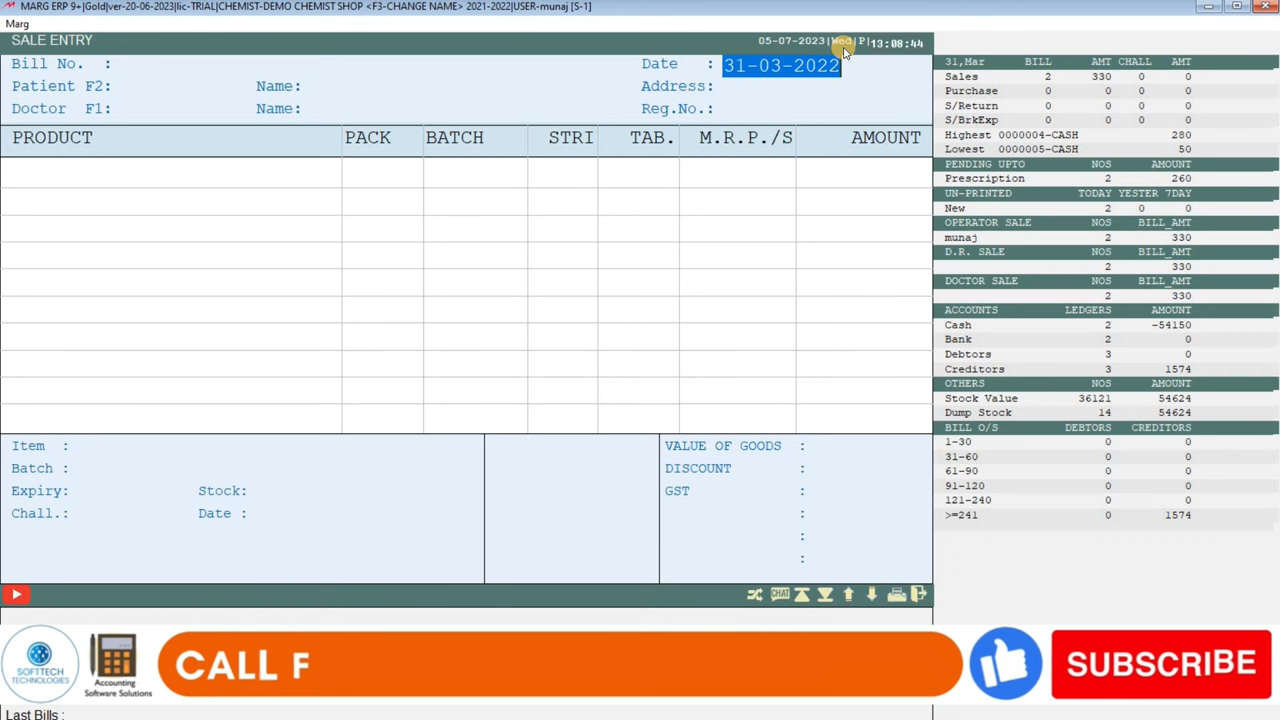 MARG ERP 9+|Gold|ver-20-06-2023|lic-TRIAL|CHEMIST-DEMO CHEMIST SHOP <F3-CHANGE NAME> 2021-2022|USER-munaj [S-1]
Marg
SALE ENTRY 05-07-2023|Wed|P| 13:08:44
Bill No. : Date : 31-03-2022
Patient F2: Name: Address:
Doctor F1: Name: Reg.No.:
PRODUCT PACK BATCH STRI TAB. M.R.P./S AMOUNT
Item :
Batch :
Expiry: Stock:
Chall.: Date :
VALUE OF GOODS :
DISCOUNT :
GST :
:
:
:
CHAT
31,Mar BILL AMT CHALL AMT
Sales 2 330 0 0
Purchase 0 0 0 0
S/Return 0 0 0 0
S/BrkExp 0 0 0 0
Highest 0000004-CASH 280
Lowest 0000005-CASH 50
PENDING UPTO NOS AMOUNT
Prescription 2 260
UN-PRINTED TODAY YESTER 7DAY
New 2 0 0
OPERATOR SALE NOS BILL_AMT
munaj 2 330
D.R. SALE NOS BILL_AMT
2 330
DOCTOR SALE NOS BILL_AMT
2 330
ACCOUNTS LEDGERS AMOUNT
Cash 2 -54150
Bank 2 0
Debtors 3 0
Creditors 3 1574
OTHERS NOS AMOUNT
Stock Value 36121 54624
Dump Stock 14 54624
BILL O/S DEBTORS CREDITORS
1-30 0 0
31-60 0 0
61-90 0 0
91-120 0 0
121-240 0 0
>=241 0 1574
SOFTTECH
TECHNOLOGIES
Accounting
Software Solutions
CALL F
SUBSCRIBE
Last Bills :